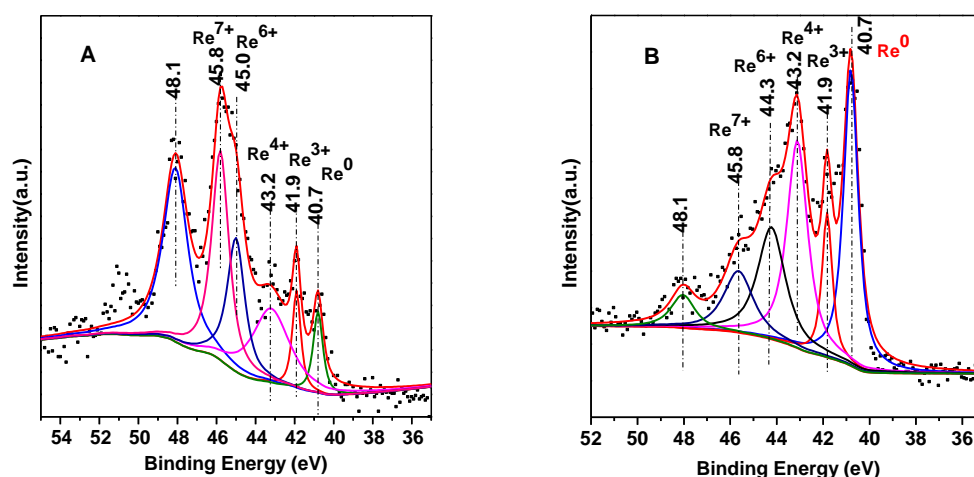 A
Re7+
Re6+
48.1
45.8
45.0
Re4+
Re3+
Re0
43.2
41.9
40.7
Intensity(a.u.)
54 52 50 48 46 44 42 40 38 36
Binding Energy (eV)
B
Re7+
Re6+
Re4+
Re3+
Re0
48.1
45.8
44.3
43.2
41.9
40.7
Intensity(a.u.)
52 50 48 46 44 42 40 38 36
Binding Energy (eV)